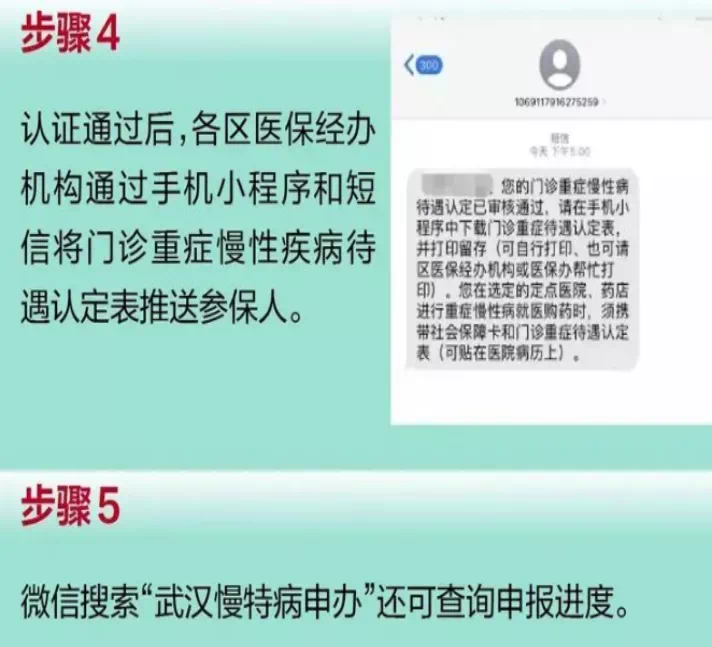 步骤4
认证通过后,各区医保经办
机构通过手机小程序和短
信将门诊重症慢性疾病待
遇认定表推送参保人。
300
1069117916275259
短信
今天 下午5:00
、您的门诊重症慢性病
待遇认定已审核通过，请在手机小
程序中下载门诊重症待遇认定表，
并打印留存（可自行打印、也可请
区医保经办机构或医保办帮忙打
印）。您在选定的定点医院、药店
进行重症慢性病就医购药时，须携
带社会保障卡和门诊重症待遇认定
表（可贴在医院病历上）。
步骤5
微信搜索“武汉慢特病申办”还可查询申报进度。